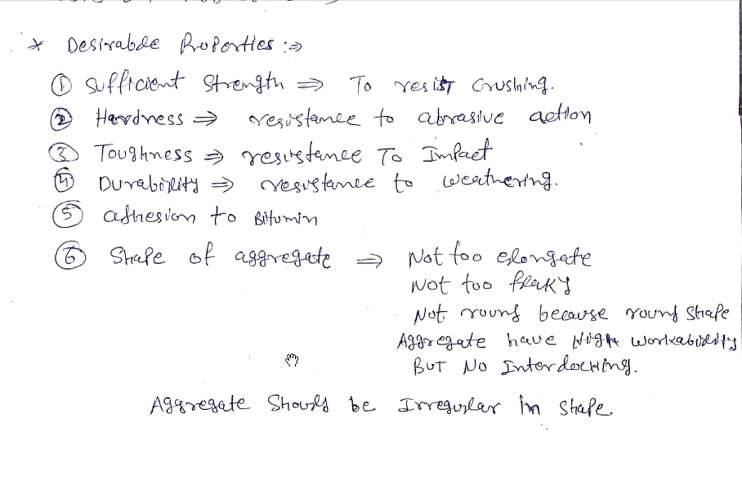 * Desirable Properties :⇒
① Sufficient Strength ⇒ To resist Crushing.
② Hardness ⇒ resistance to abrasive action
③ Toughness ⇒ resistance To Impact
④ Durability ⇒ resistance to weathering.
⑤ adhesion to Bitumin
⑥ Shape of aggregate ⇒ Not too elongate
Not too flaky
Not round because round shape
Aggregate have High workability
BUT No Interlocking.
Aggregate Should be Irregular in shape.